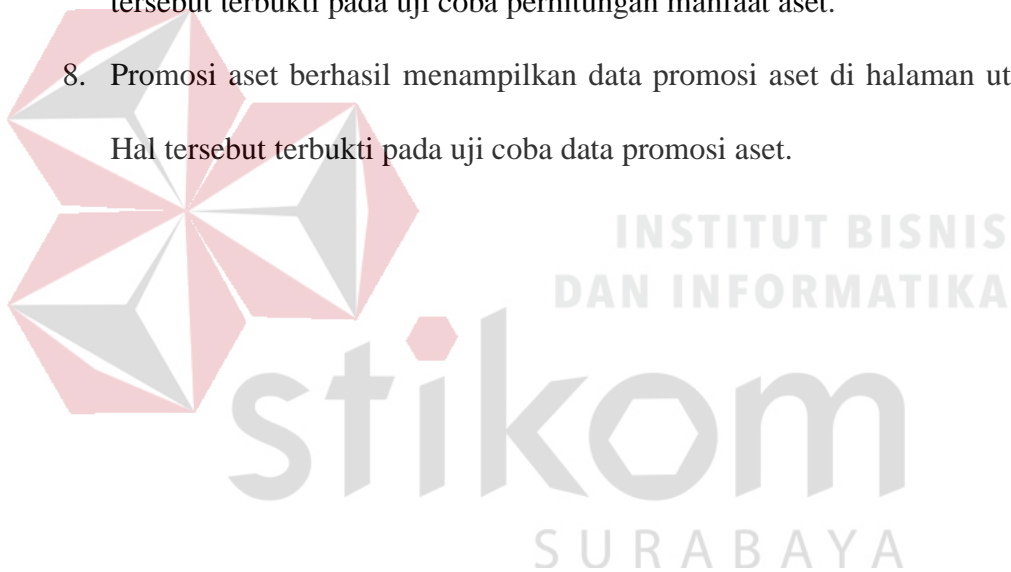 tersebut terbukti pada uji coba perhitungan manfaat aset.
8. Promosi aset berhasil menampilkan data promosi aset di halaman ut
Hal tersebut terbukti pada uji coba data promosi aset.
INSTITUT BISNIS
DAN INFORMATIKA
stikom
SURABAYA